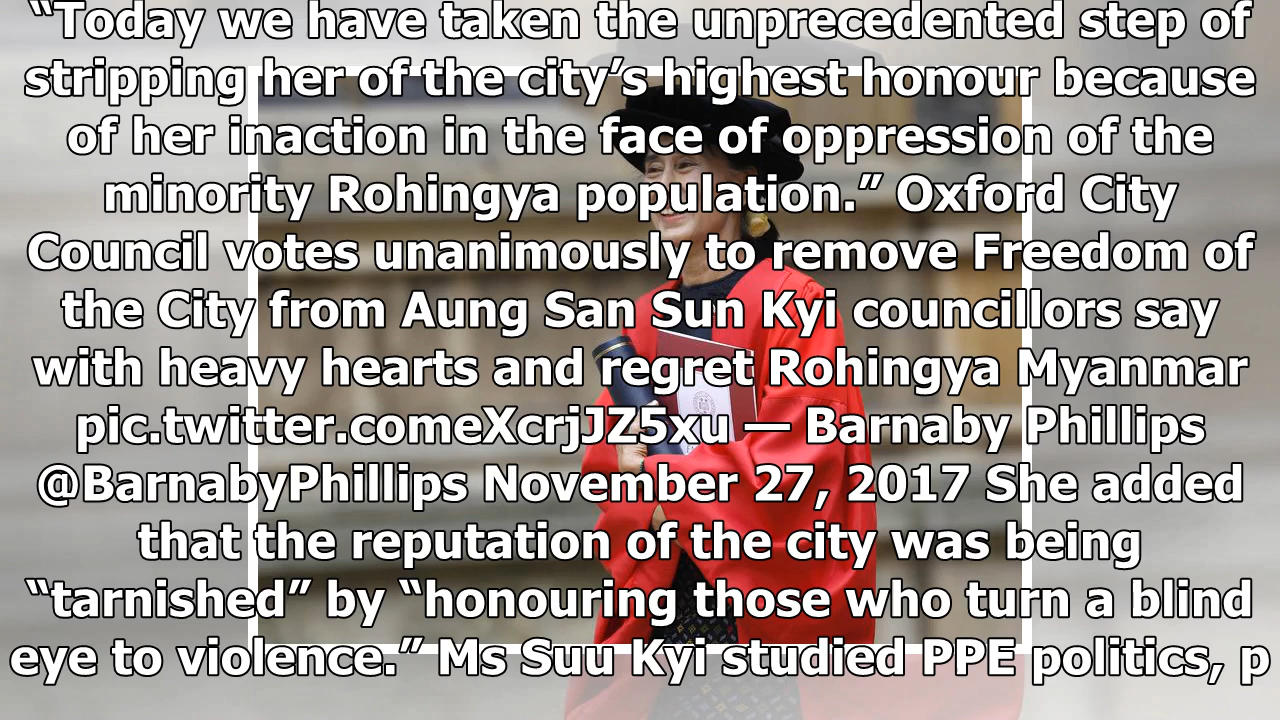 “Today we have taken the unprecedented step of
stripping her of the city’s highest honour because
of her inaction in the face of oppression of the
minority Rohingya population.” Oxford City
Council votes unanimously to remove Freedom of
the City from Aung San Sun Kyi councillors say
with heavy hearts and regret Rohingya Myanmar
pic.twitter.comeXcrjJZ5xu — Barnaby Phillips
@BarnabyPhillips November 27, 2017 She added
that the reputation of the city was being
“tarnished” by “honouring those who turn a blind
eye to violence.” Ms Suu Kyi studied PPE politics, p